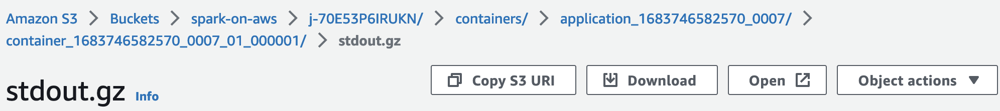 Amazon S3 > Buckets > spark-on-aws > j-70E53P6IRUKN/ > containers/ > application_1683746582570_0007/ >
container_1683746582570_0007_01_000001/ > stdout.gz
stdout.gz Info Copy S3 URI Download Open Object actions